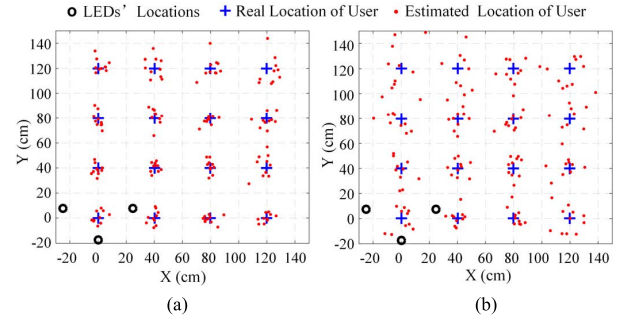 LEDs' Locations Real Location of User Estimated Location of User
(a) (b)
140 140
120 120
100 100
80 80
60 60
40 40
20 20
0 0
-20 -20
Y (cm) Y (cm)
-20 0 20 40 60 80 100 120 140 -20 0 20 40 60 80 100 120 140
X (cm) X (cm)
(a) (b)